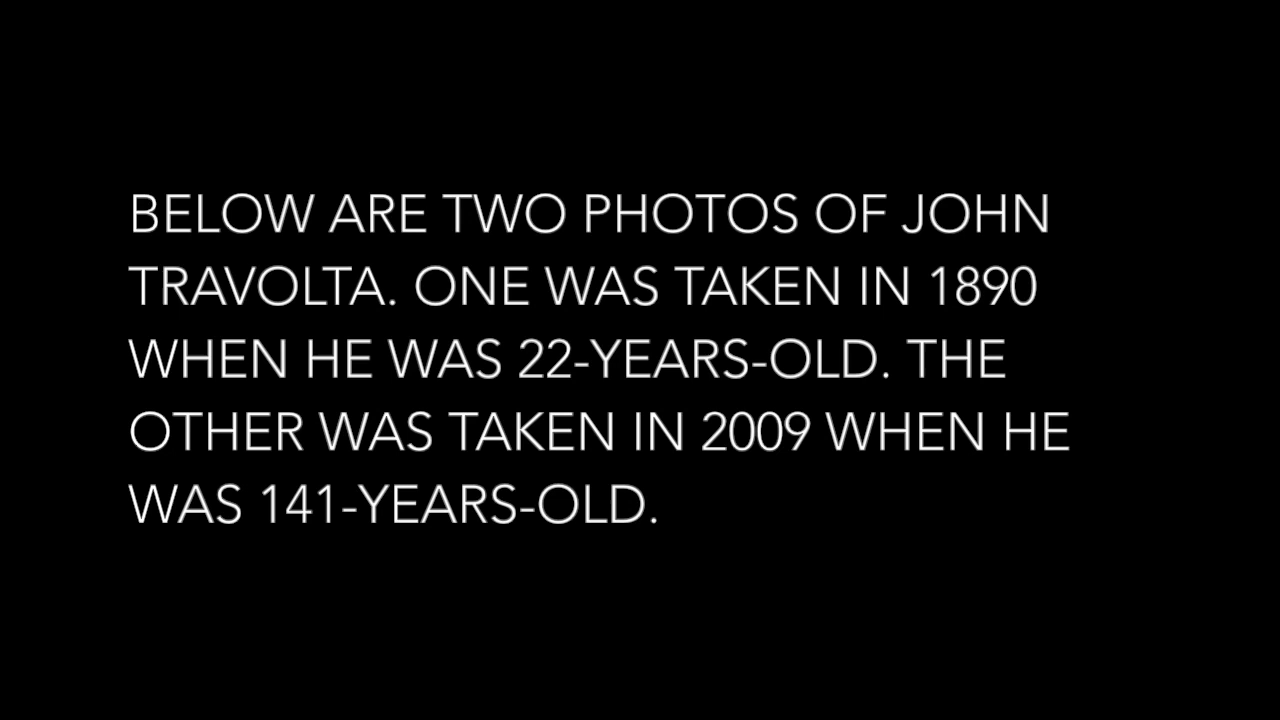 BELOW ARE TWO PHOTOS OF JOHN
TRAVOLTA. ONE WAS TAKEN IN 1890
WHEN HE WAS 22-YEARS-OLD. THE
OTHER WAS TAKEN IN 2009 WHEN HE
WAS 141-YEARS-OLD.